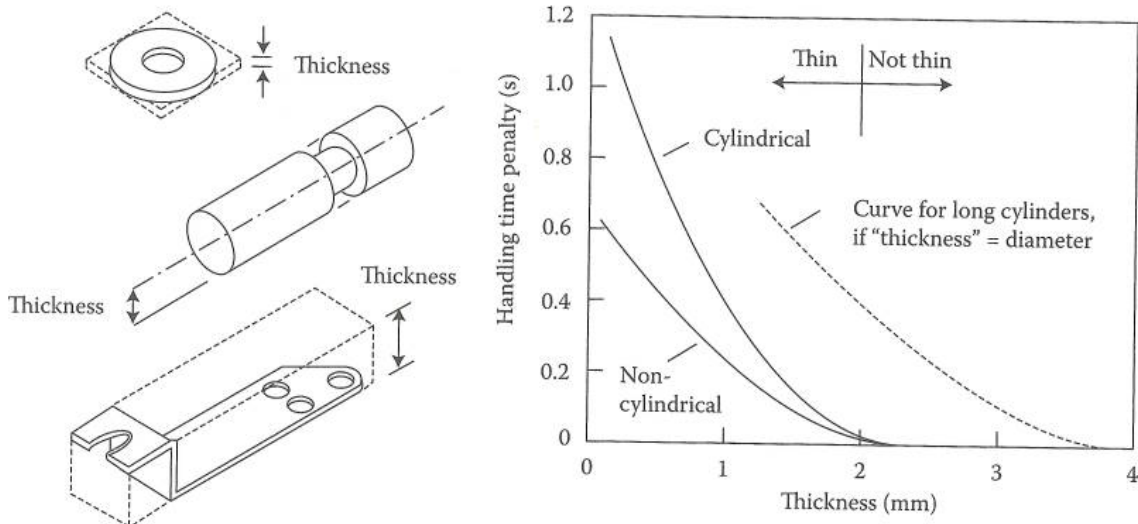 Thickness
Thickness
Thickness
Handling time penalty (s)
1.2
1.0
0.8
0.6
0.4
0.2
0
Thin
Not thin
Cylindrical
Curve for long cylinders,
if “thickness” = diameter
Non-
cylindrical
0
1
2
3
4
Thickness (mm)